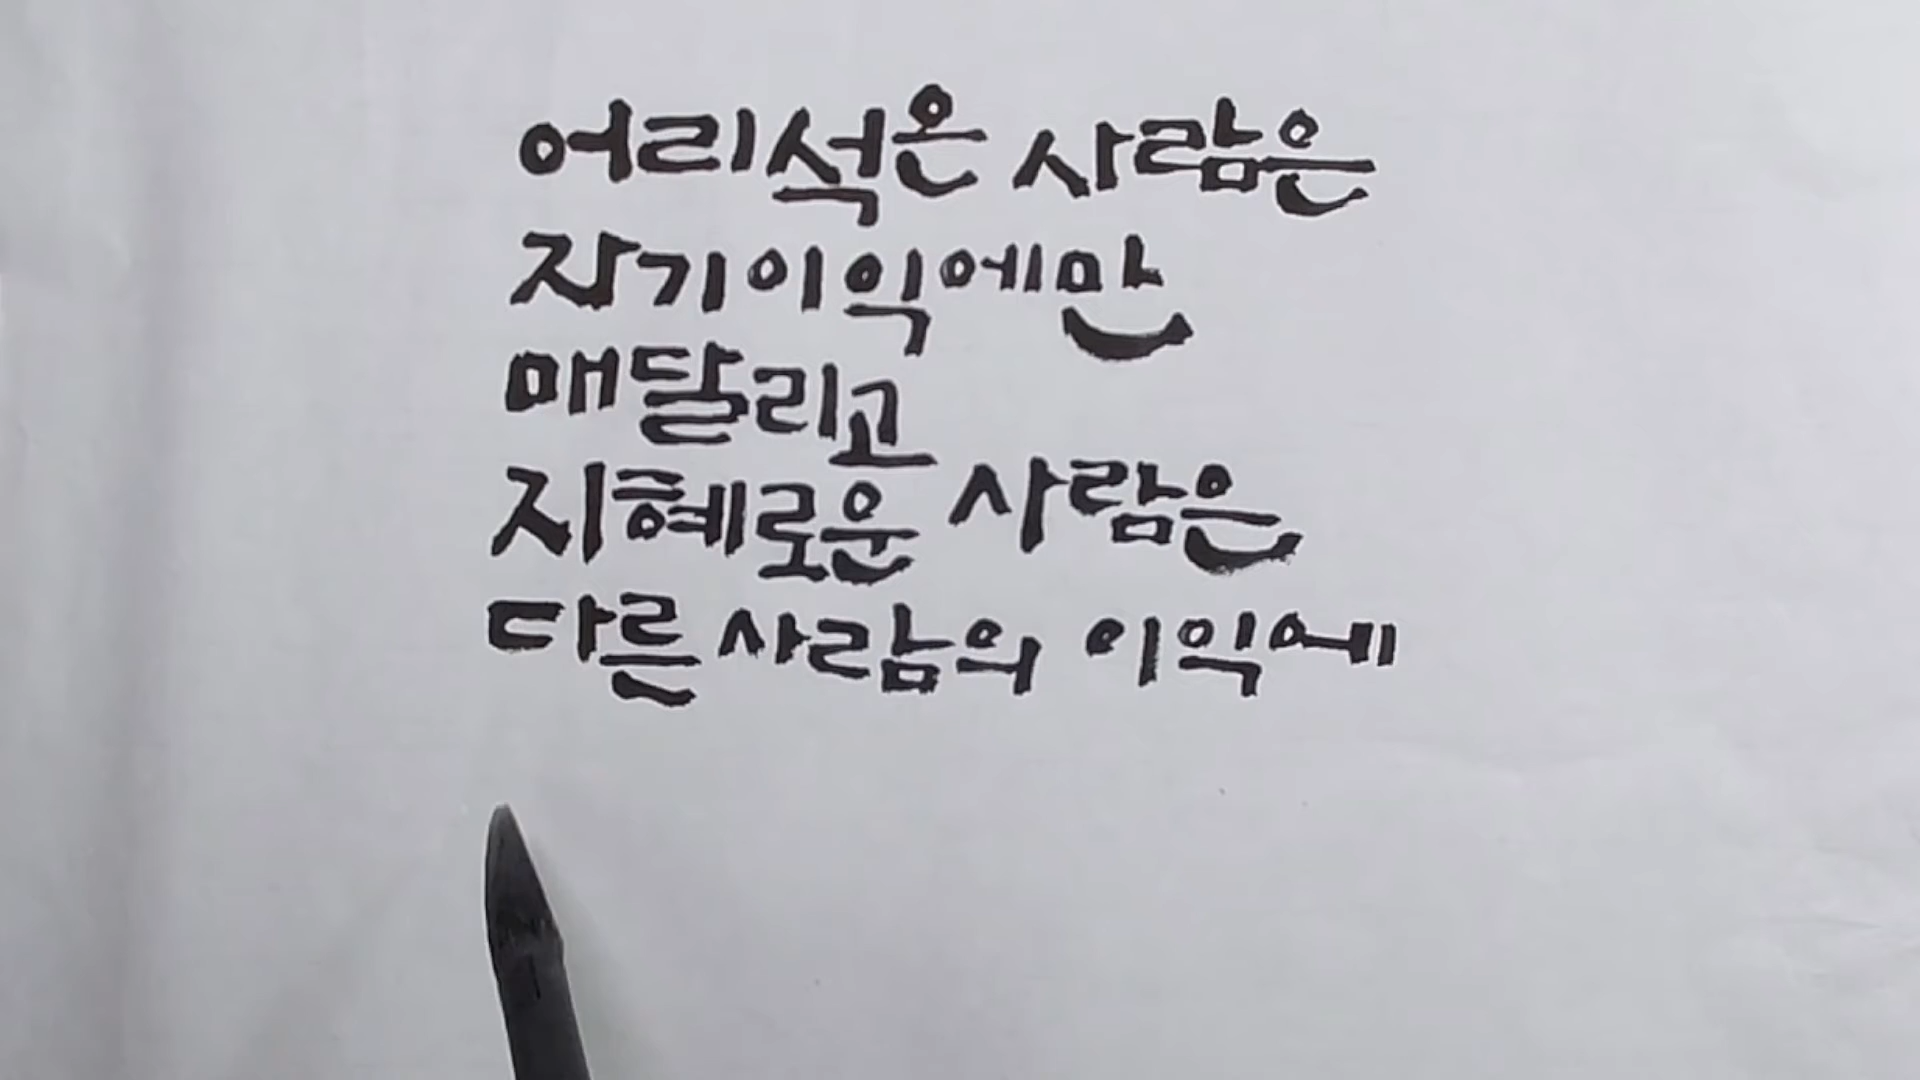 어리석은 사람은
자기이익에만
매달리고
지혜로운 사람은
다른사람의 이익에